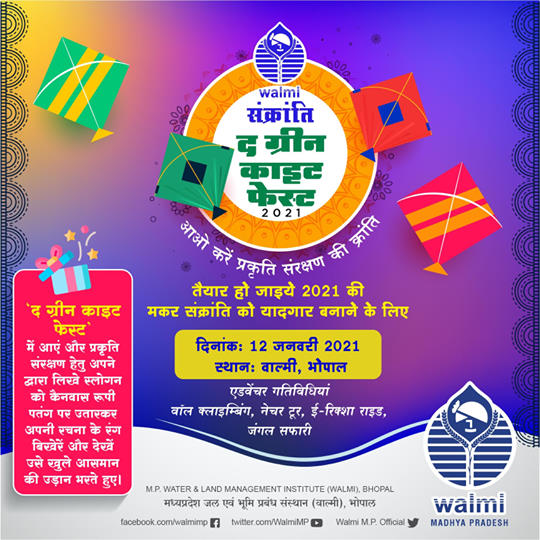 walmi
संक्रांति
द ग्रीन
काइट
फेस्ट
2021
आओ करें प्रकृति संरक्षण की क्रांति
तैयार हो जाइये 2021 की
मकर संक्रांति को यादगार बनाने के लिए
दिनांक: 12 जनवरी 2021
स्थान: वाल्मी, भोपाल
एडवेंचर गतिविधियां
वॉल क्लाइम्बिंग, नेचर टूर, ई-रिक्शा राइड,
जंगल सफारी
'द ग्रीन काइट
फेस्ट'
में आएं और प्रकृति
संरक्षण हेतु अपने
द्वारा लिखे स्लोगन
को कैनवास रूपी
पतंग पर उतारकर
अपनी रचना के रंग
बिखेरें और देखें
उसे खुले आसमान
की उड़ान भरते हुए।
M.P. WATER & LAND MANAGEMENT INSTITUTE (WALMI), BHOPAL
मध्यप्रदेश जल एवं भूमि प्रबंध संस्थान (वाल्मी), भोपाल
facebook.com/walmimp twitter.com/WalmiMP Walmi M.P. Official
walmi
MADHYA PRADESH